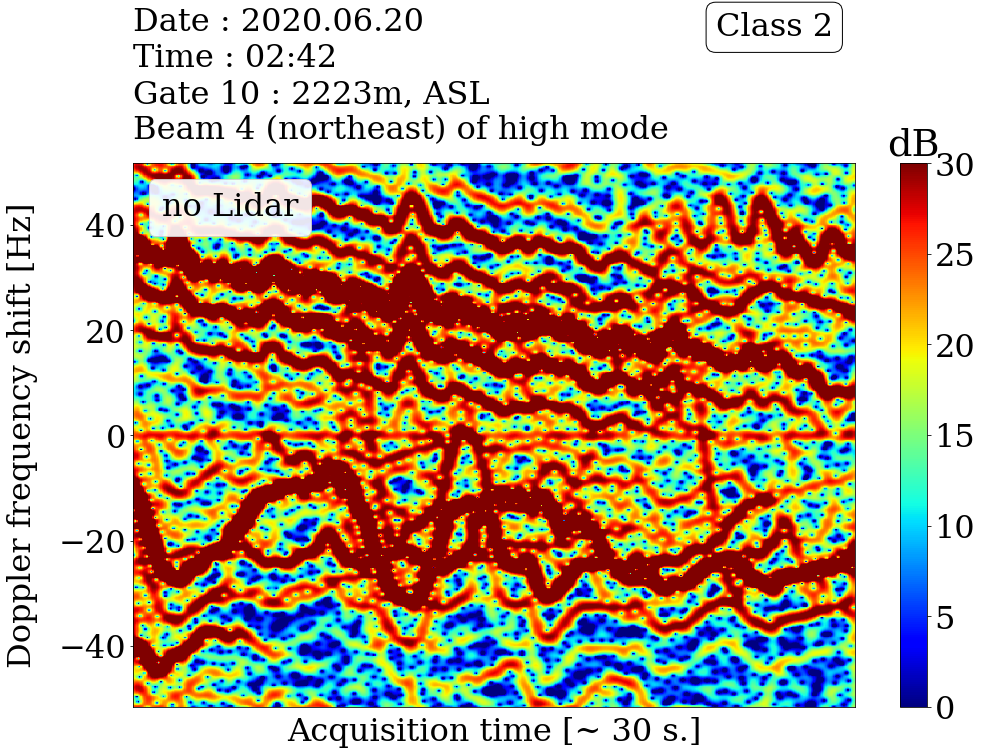 Date : 2020.06.20
Time : 02:42
Gate 10 : 2223m, ASL
Beam 4 (northeast) of high mode
Class 2
no Lidar
dB
30
25
20
15
10
5
0
40
20
0
−20
−40
Doppler frequency shift [Hz]
Acquisition time [~ 30 s.]